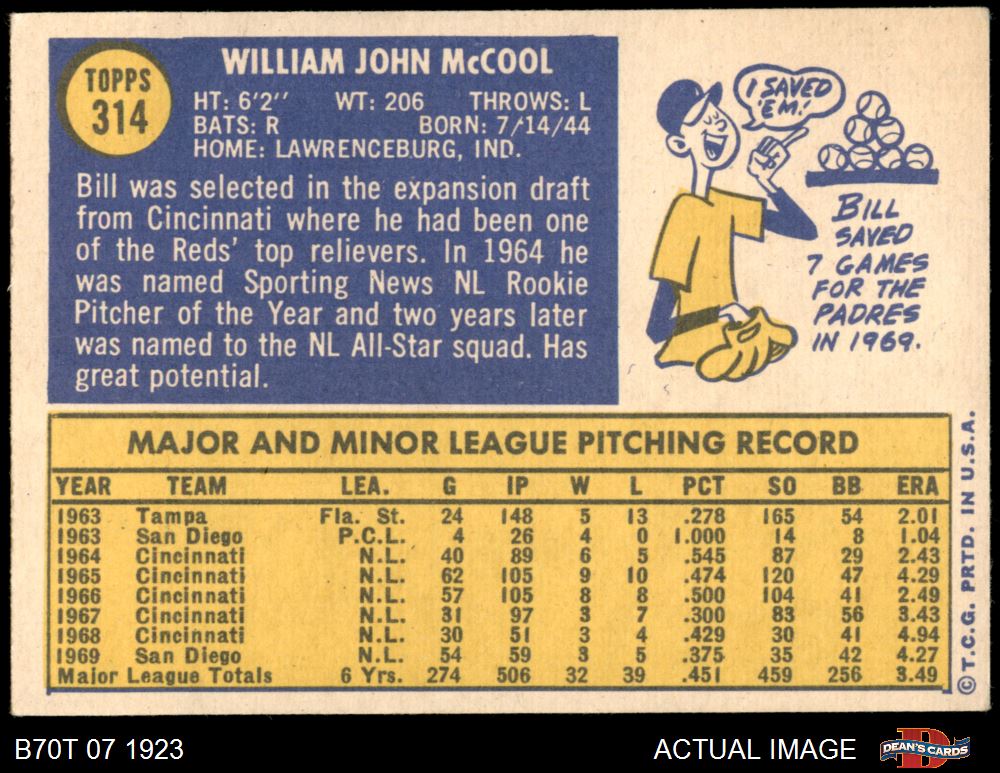 TOPPS
314
WILLIAM JOHN McCOOL
HT: 6'2'' WT: 206 THROWS: L
BATS: R BORN: 7/14/44
HOME: LAWRENCEBURG, IND.
Bill was selected in the expansion draft
from Cincinnati where he had been one
of the Reds' top relievers. In 1964 he
was named Sporting News NL Rookie
Pitcher of the Year and two years later
was named to the NL All-Star squad. Has
great potential.
I SAVED
'EM!
BILL
SAVED
7 GAMES
FOR THE
PADRES
IN 1969.
MAJOR AND MINOR LEAGUE PITCHING RECORD
YEAR TEAM LEA. G IP W L PCT SO BB ERA
1963 Tampa Fla. St. 24 148 5 13 .278 165 54 2.01
1963 San Diego P.C.L. 4 26 4 0 1.000 14 8 1.04
1964 Cincinnati N.L. 40 89 6 5 .545 87 29 2.43
1965 Cincinnati N.L. 62 105 9 10 .474 120 47 4.29
1966 Cincinnati N.L. 57 105 8 8 .500 104 41 2.49
1967 Cincinnati N.L. 31 97 3 7 .300 83 56 3.43
1968 Cincinnati N.L. 30 51 3 4 .429 30 41 4.94
1969 San Diego N.L. 54 59 3 5 .375 35 42 4.27
Major League Totals 6 Yrs. 274 506 32 39 .451 459 256 3.49
©T.C.G. PRTD. IN U.S.A.
B70T 07 1923
ACTUAL IMAGE
D
DEAN'S CARDS